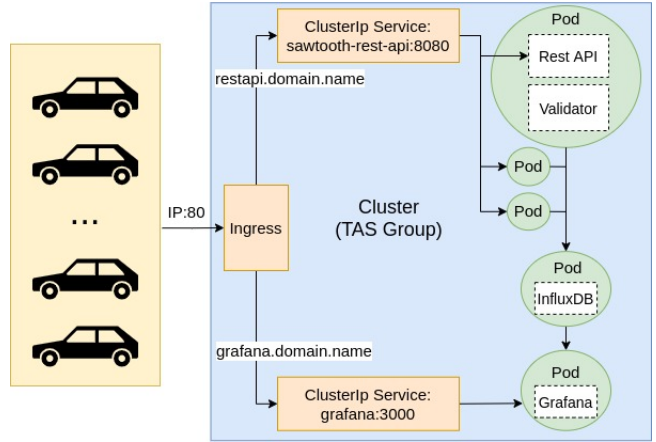 ClusterIp Service:
sawtooth-rest-api:8080
Pod
Rest API
Validator
restapi.domain.name
Pod
Pod
...
IP:80
Ingress
Cluster
(TAS Group)
Pod
InfluxDB
grafana.domain.name
ClusterIp Service:
grafana:3000
Pod
Grafana